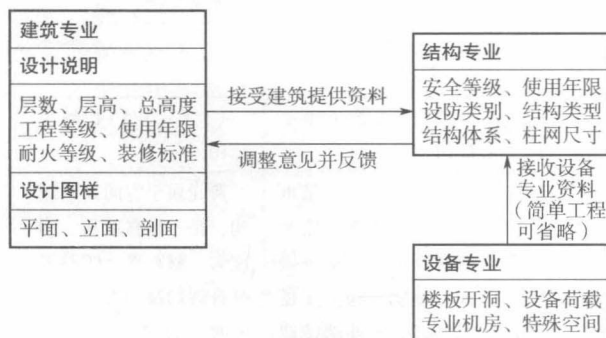 建筑专业
设计说明
层数、层高、总高度
工程等级、使用年限
耐火等级、装修标准
设计图样
平面、立面、剖面
接受建筑提供资料
调整意见并反馈
结构专业
安全等级、使用年限
设防类别、结构类型
结构体系、柱网尺寸
接收设备
专业资料
(简单工程
可省略)
设备专业
楼板开洞、设备荷载
专业机房、特殊空间